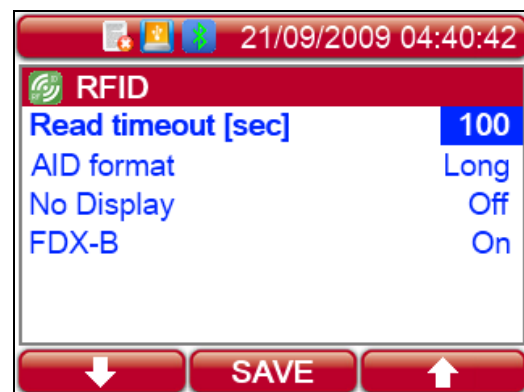 21/09/2009 04:40:42
RFID
Read timeout [sec] 100
AID format Long
No Display Off
FDX-B On
SAVE